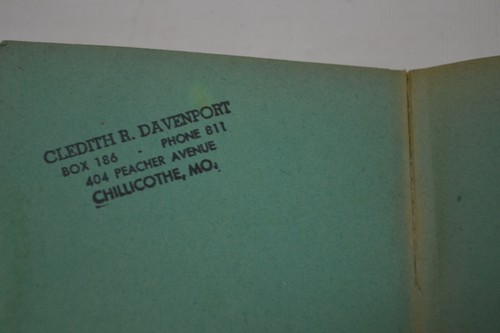 CLEDITH R. DAVENPORT
BOX 186 - PHONE 811
404 PEACHER AVENUE
CHILLICOTHE, MO.